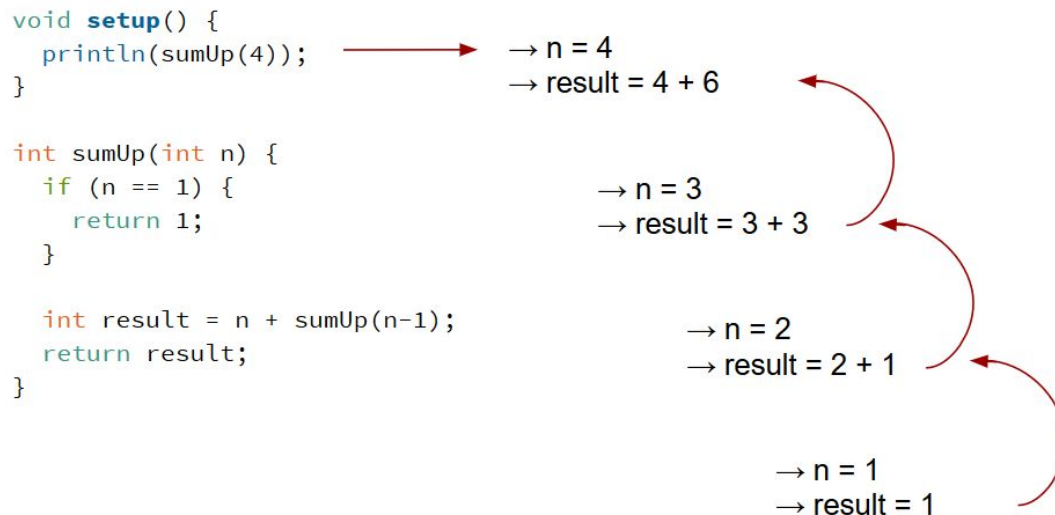 void setup() {
  println(sumUp(4));
}
int sumUp(int n) {
  if (n == 1) {
    return 1;
  }
  int result = n + sumUp(n-1);
  return result;
}
→ n = 4
→ result = 4 + 6
→ n = 3
→ result = 3 + 3
→ n = 2
→ result = 2 + 1
→ n = 1
→ result = 1